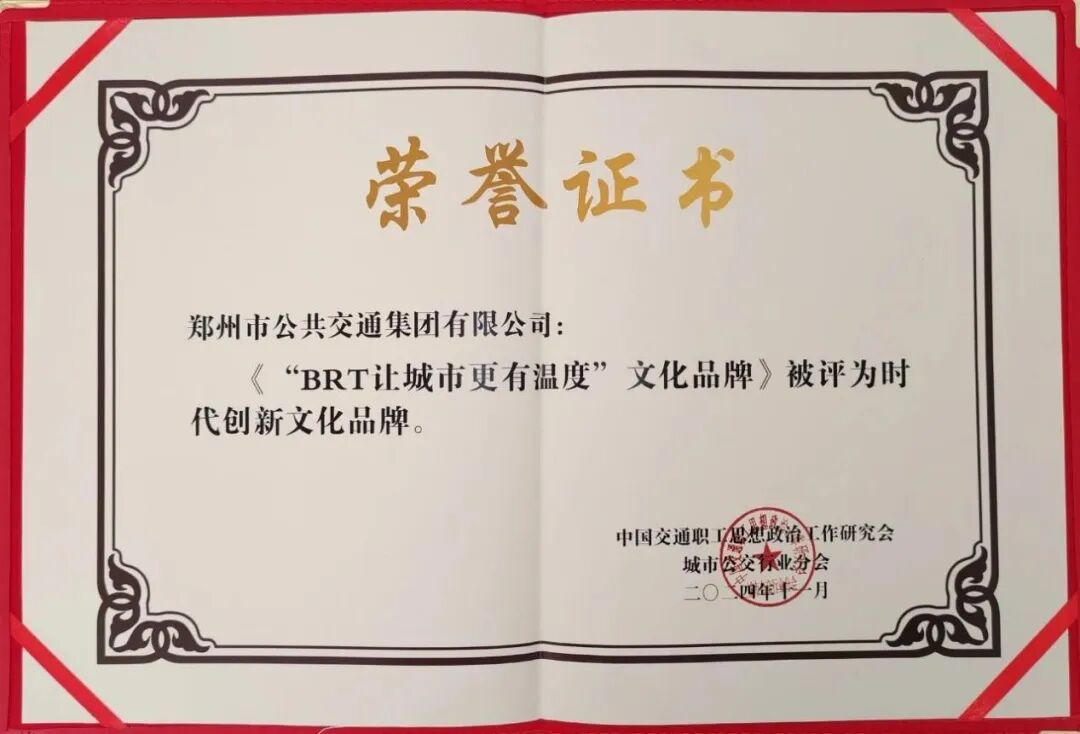 荣誉证书
郑州市公共交通集团有限公司：
《“BRT让城市更有温度”文化品牌》被评为时
代创新文化品牌。
中国交通职工思想政治工作研究会
城市公交行业分会
二〇二四年十一月